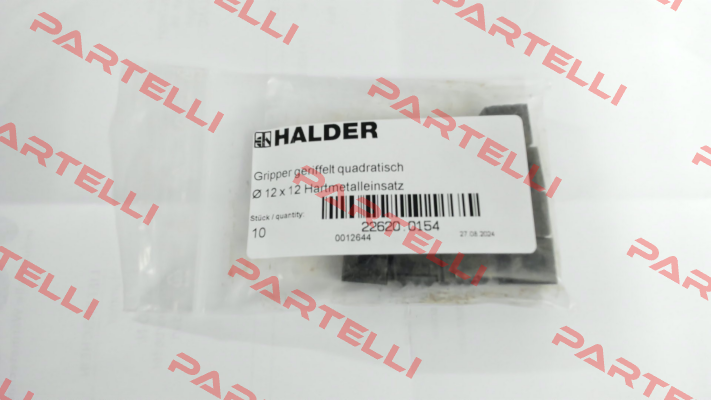 HALDER
Gripper geriffelt quadratisch
Ø 12 x 12 Hartmetalleinsatz
Stück / quantity:
10
22620.0154
0012644
27.08.2024
PARTELLI
PARTELLI
PARTELLI
PARTELLI
PARTELLI
PARTELLI
PARTELLI
PARTELLI
PARTELLI